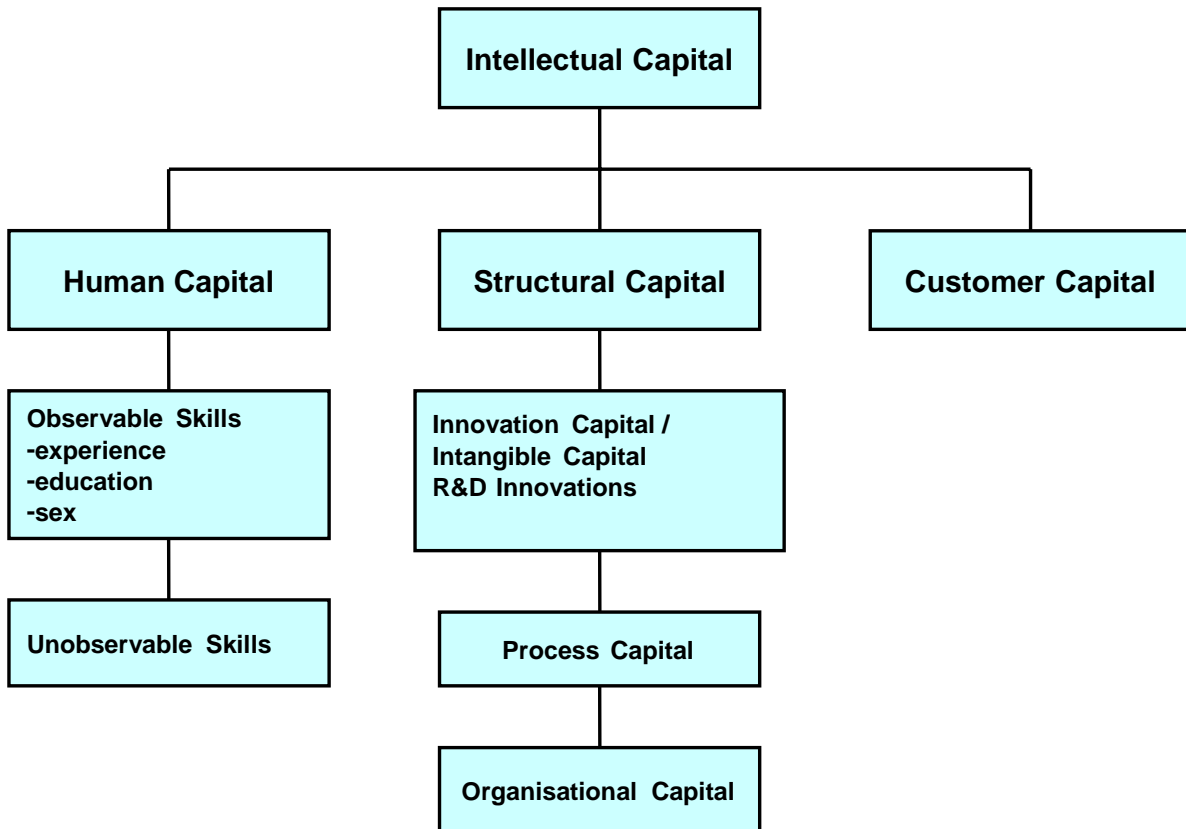 Intellectual Capital
Human Capital
Structural Capital
Customer Capital
Observable Skills
-experience
-education
-sex
Innovation Capital /
Intangible Capital
R&D Innovations
Unobservable Skills
Process Capital
Organisational Capital